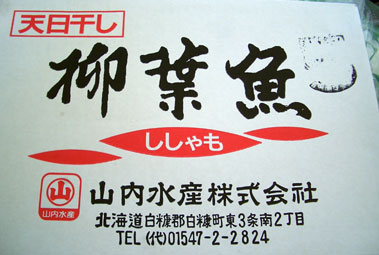 天日干し
柳葉魚
ししゃも
山
山内水産
山内水産株式会社
北海道白糠郡白糠町東3条南2丁目
TEL (代) 01547-2-2824